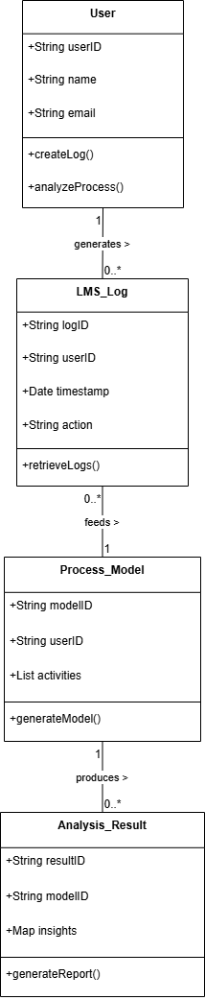 User
+String userID
+String name
+String email
+createLog()
+analyzeProcess()
1
generates >
0..*
LMS_Log
+String logID
+String userID
+Date timestamp
+String action
+retrieveLogs()
0..*
feeds >
1
Process_Model
+String modelID
+String userID
+List activities
+generateModel()
1
produces >
0..*
Analysis_Result
+String resultID
+String modelID
+Map insights
+generateReport()